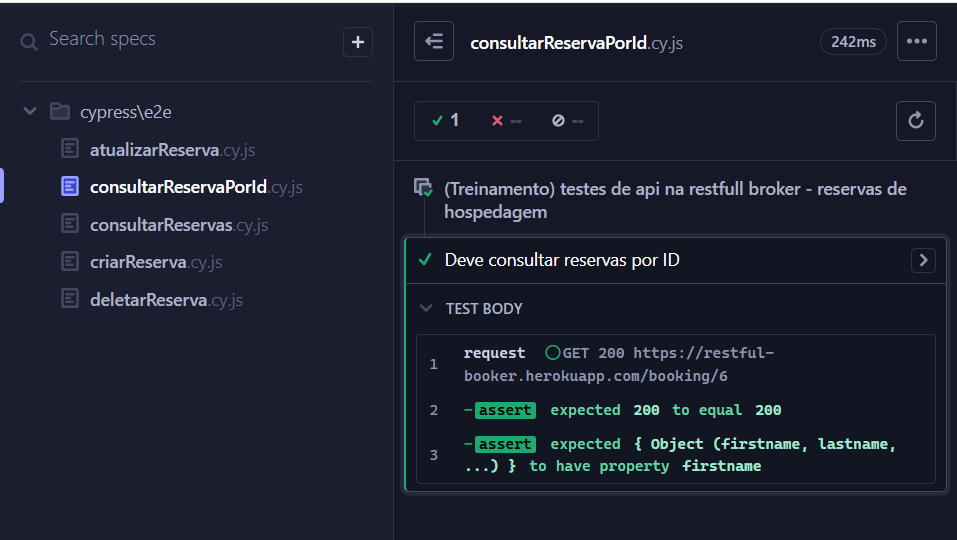 Search specs
+
cypress\e2e
atualizarReserva.cy.js
consultarReservaPorId.cy.js
consultarReservas.cy.js
criarReserva.cy.js
deletarReserva.cy.js
consultarReservaPorId.cy.js
242ms
1 -- --
(Treinamento) testes de api na restfull broker - reservas de
hospedagem
Deve consultar reservas por ID
TEST BODY
1 request GET 200 https://restful-
booker.herokuapp.com/booking/6
2 -assert expected 200 to equal 200
3 -assert expected { Object (firstname, lastname,
...) } to have property firstname